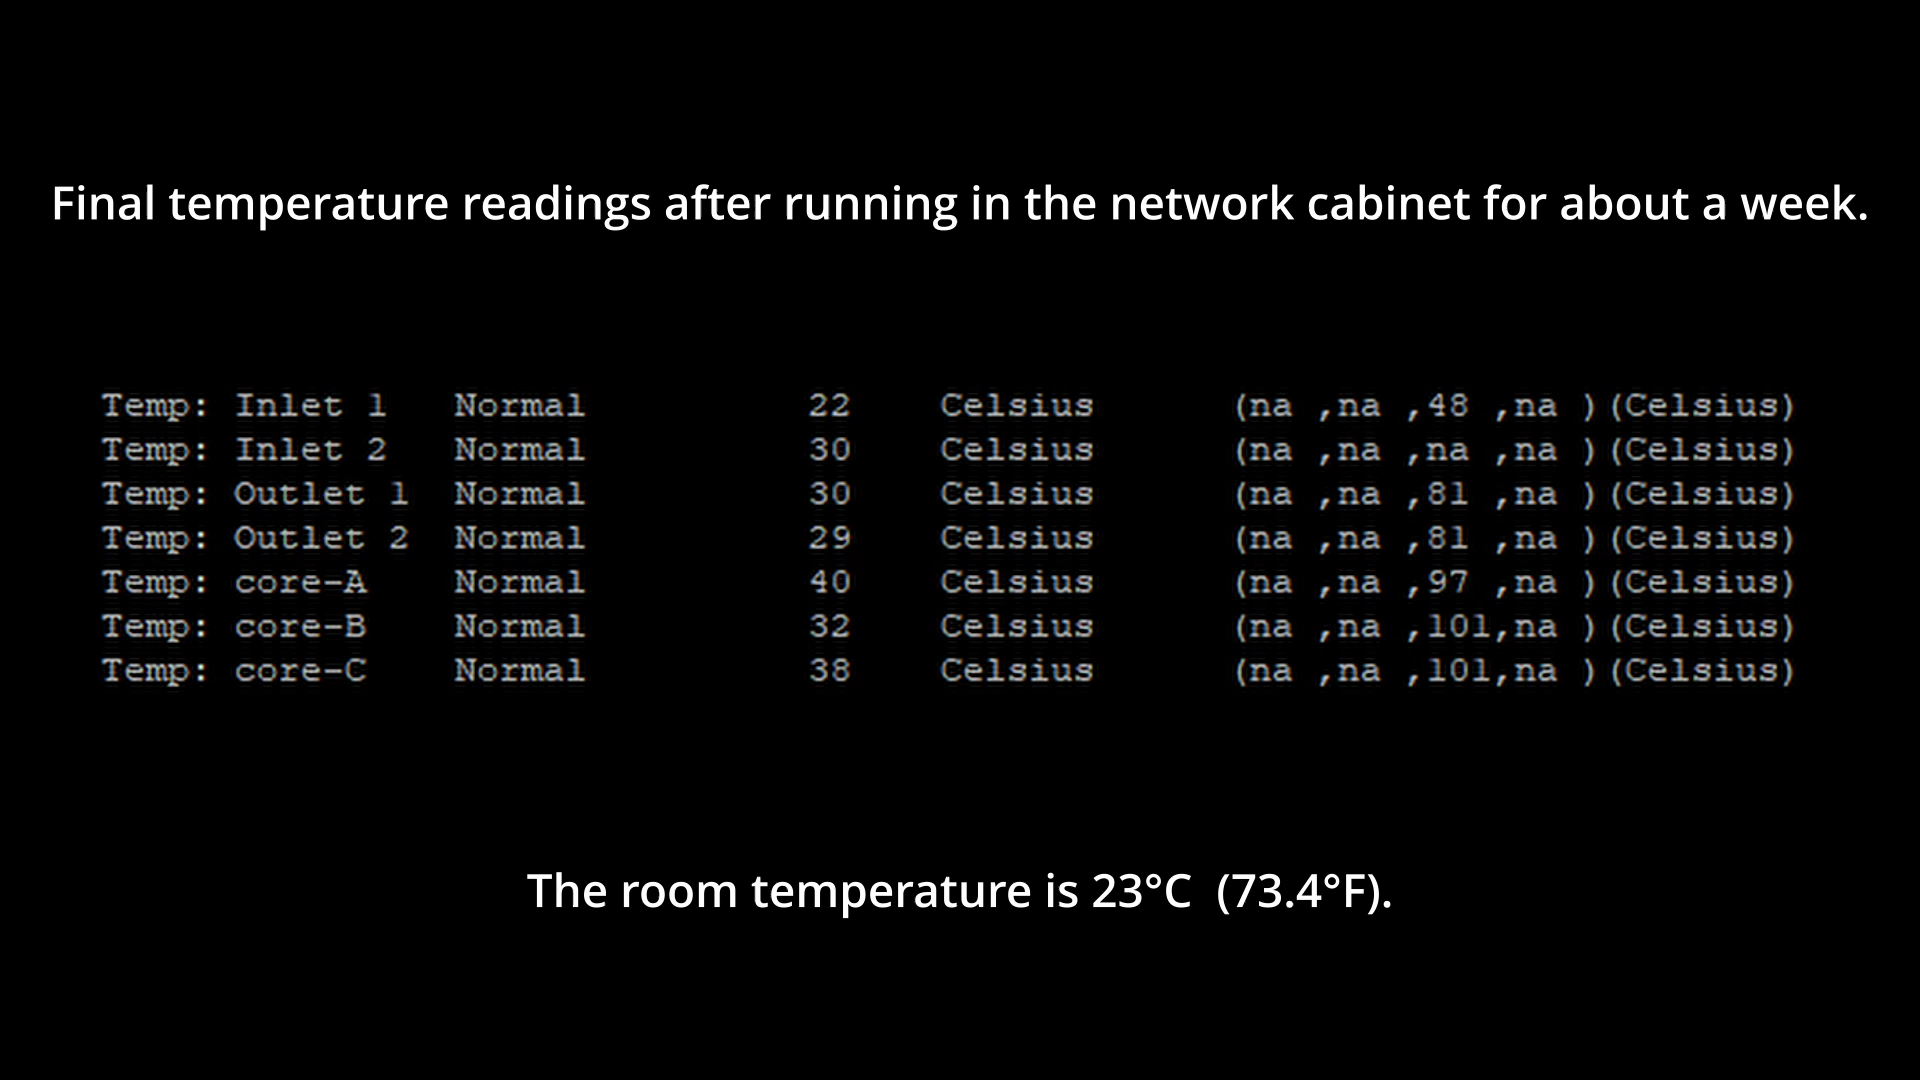 Final temperature readings after running in the network cabinet for about a week.
Temp: Inlet 1 Normal 22 Celsius (na ,na ,48 ,na )(Celsius)
Temp: Inlet 2 Normal 30 Celsius (na ,na ,na ,na )(Celsius)
Temp: Outlet 1 Normal 30 Celsius (na ,na ,81 ,na )(Celsius)
Temp: Outlet 2 Normal 29 Celsius (na ,na ,81 ,na )(Celsius)
Temp: core-A Normal 40 Celsius (na ,na ,97 ,na )(Celsius)
Temp: core-B Normal 32 Celsius (na ,na ,101,na )(Celsius)
Temp: core-C Normal 38 Celsius (na ,na ,101,na )(Celsius)
The room temperature is 23°C (73.4°F).